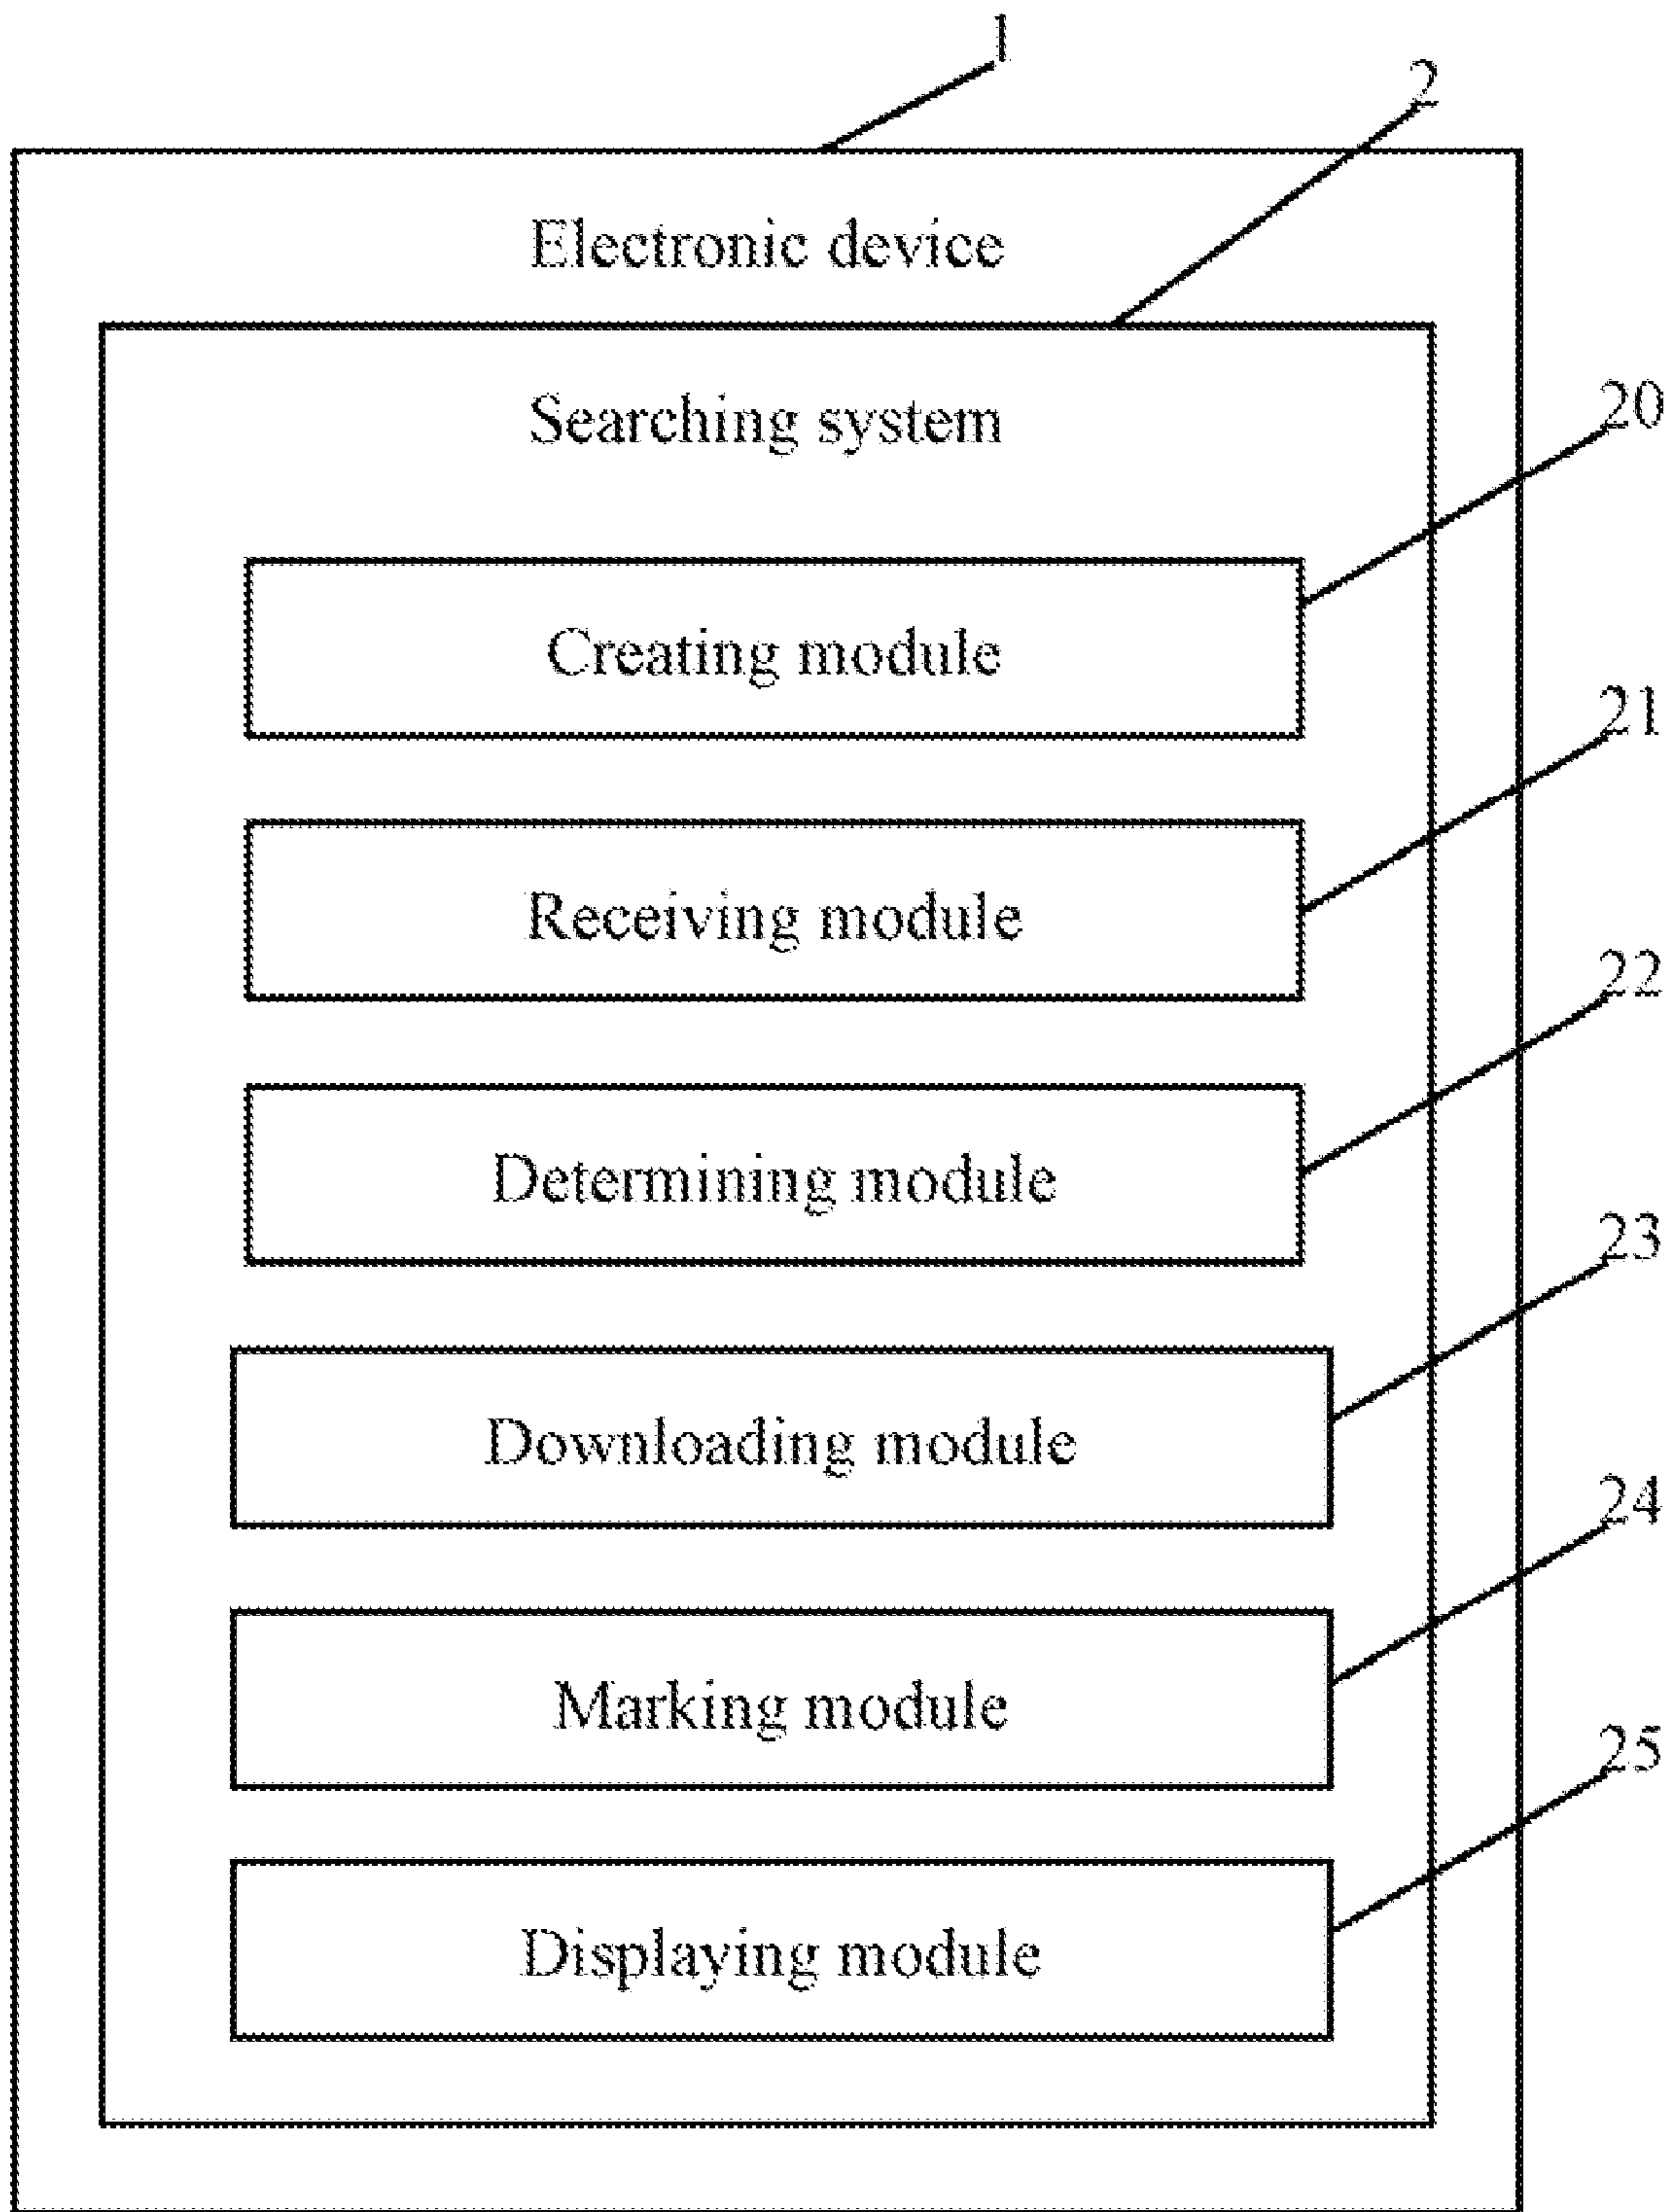 1
2
Electronic device
Searching system
20
Creating module
21
Receiving module
22
Determining module
23
Downloading module
24
Marking module
25
Displaying module